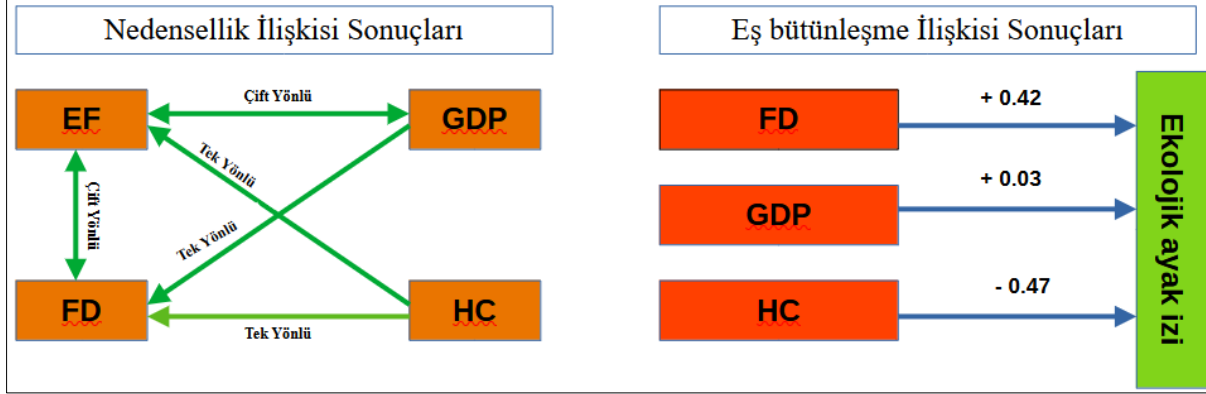 Nedensellik İlişkisi Sonuçları
EF
Çift Yönlü
GDP
Tek Yönlü
Çift Yönlü
Tek Yönlü
FD
Tek Yönlü
HC
Eş bütünleşme İlişkisi Sonuçları
FD
+ 0.42
GDP
+ 0.03
HC
- 0.47
Ekolojik ayak izi